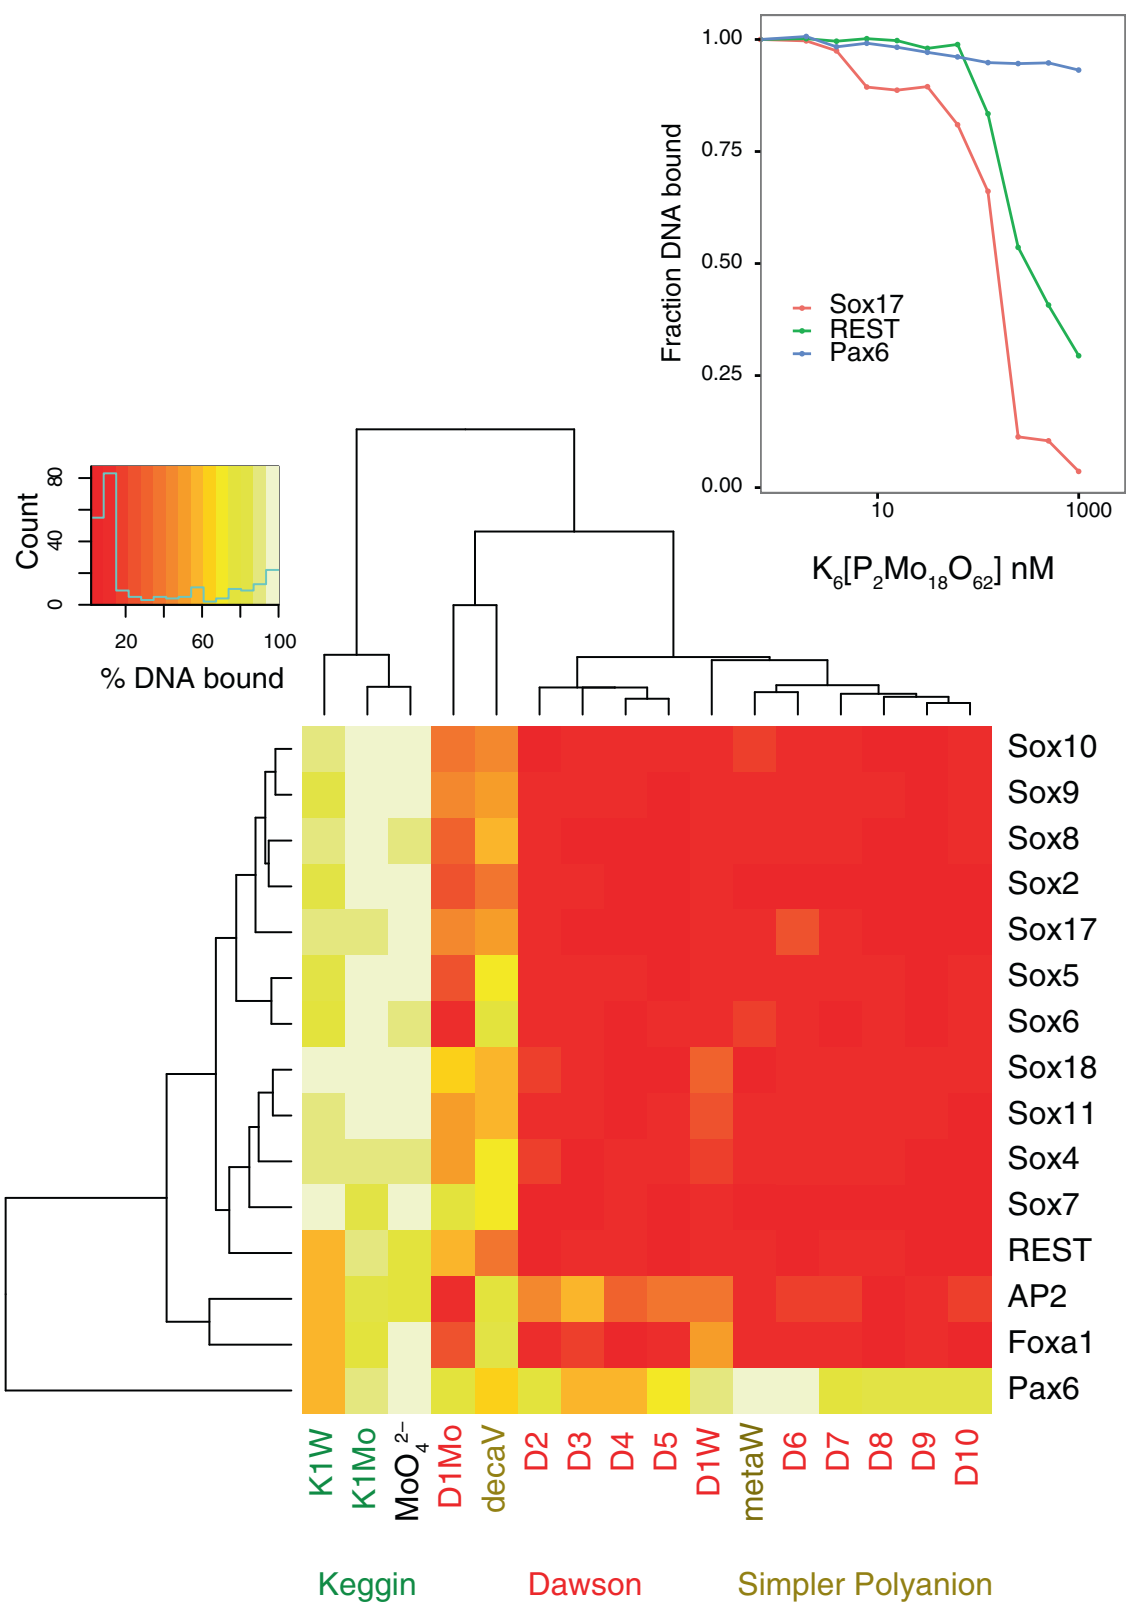 1.00
0.75
0.50
0.25
0.00
Fraction DNA bound
Sox17
REST
Pax6
10 1000
K6[P2Mo18O62] nM
Count
0 40 80
20 60 100
% DNA bound
Sox10
Sox9
Sox8
Sox2
Sox17
Sox5
Sox6
Sox18
Sox11
Sox4
Sox7
REST
AP2
Foxa1
Pax6
K1W K1Mo MoO4 2− D1Mo decaV D2 D3 D4 D5 D1W metaW D6 D7 D8 D9 D10
Keggin Dawson Simpler Polyanion